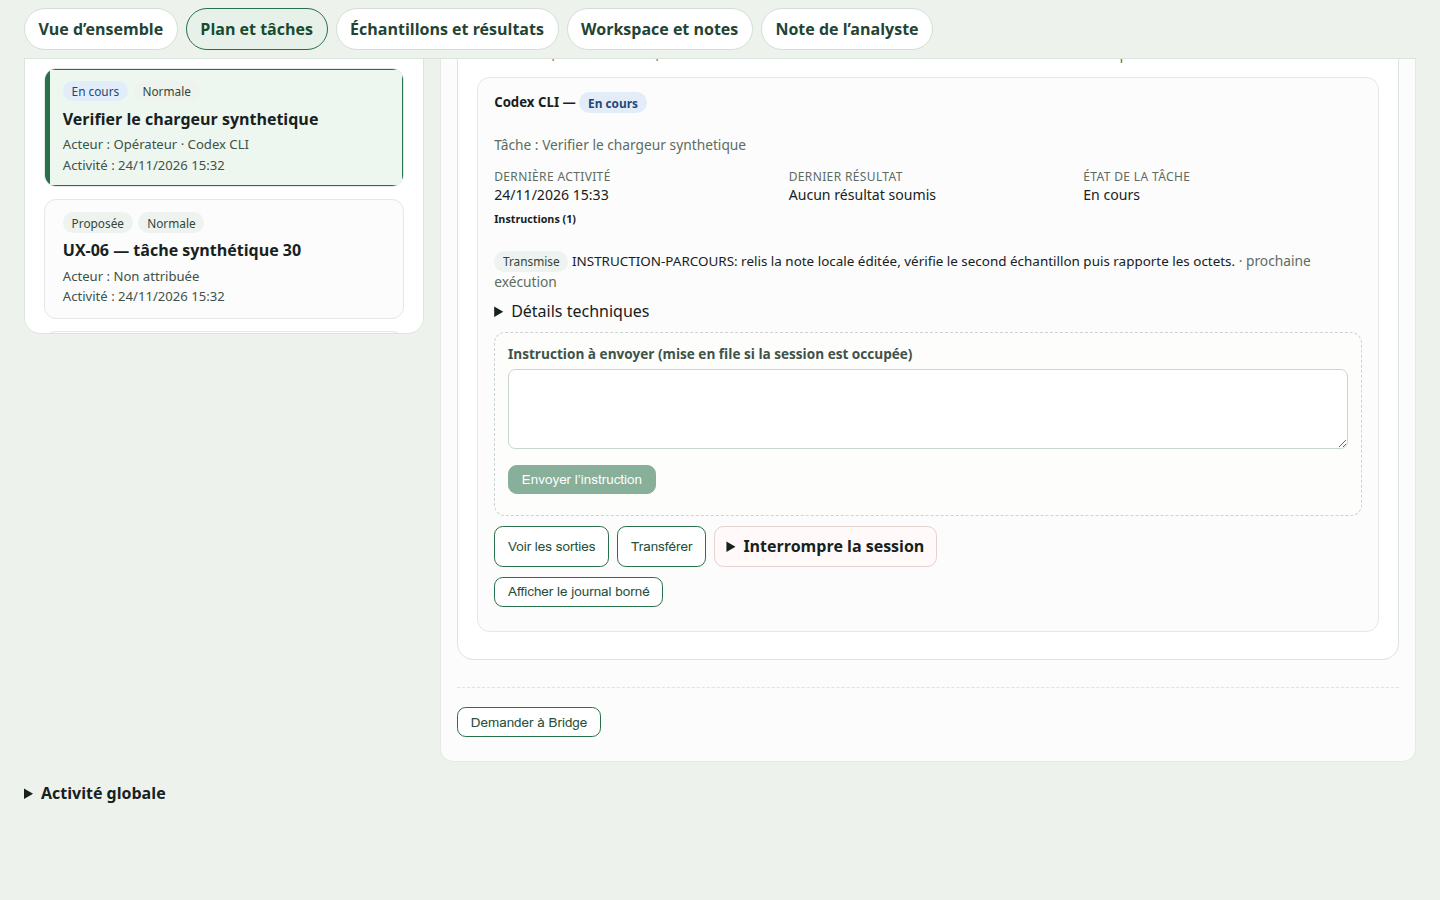 Vue d’ensemble
Plan et tâches
Échantillons et résultats
Workspace et notes
Note de l’analyste
En cours
Normale
Verifier le chargeur synthetique
Acteur : Opérateur · Codex CLI
Activité : 24/11/2026 15:32
Proposée
Normale
UX-06 — tâche synthétique 30
Acteur : Non attribuée
Activité : 24/11/2026 15:32
Codex CLI — En cours
Tâche : Verifier le chargeur synthetique
DERNIÈRE ACTIVITÉ
24/11/2026 15:33
DERNIER RÉSULTAT
Aucun résultat soumis
ÉTAT DE LA TÂCHE
En cours
Instructions (1)
Transmise INSTRUCTION-PARCOURS: relis la note locale éditée, vérifie le second échantillon puis rapporte les octets. · prochaine
exécution
Détails techniques
Instruction à envoyer (mise en file si la session est occupée)
Envoyer l’instruction
Voir les sorties
Transférer
Interrompre la session
Afficher le journal borné
Demander à Bridge
Activité globale